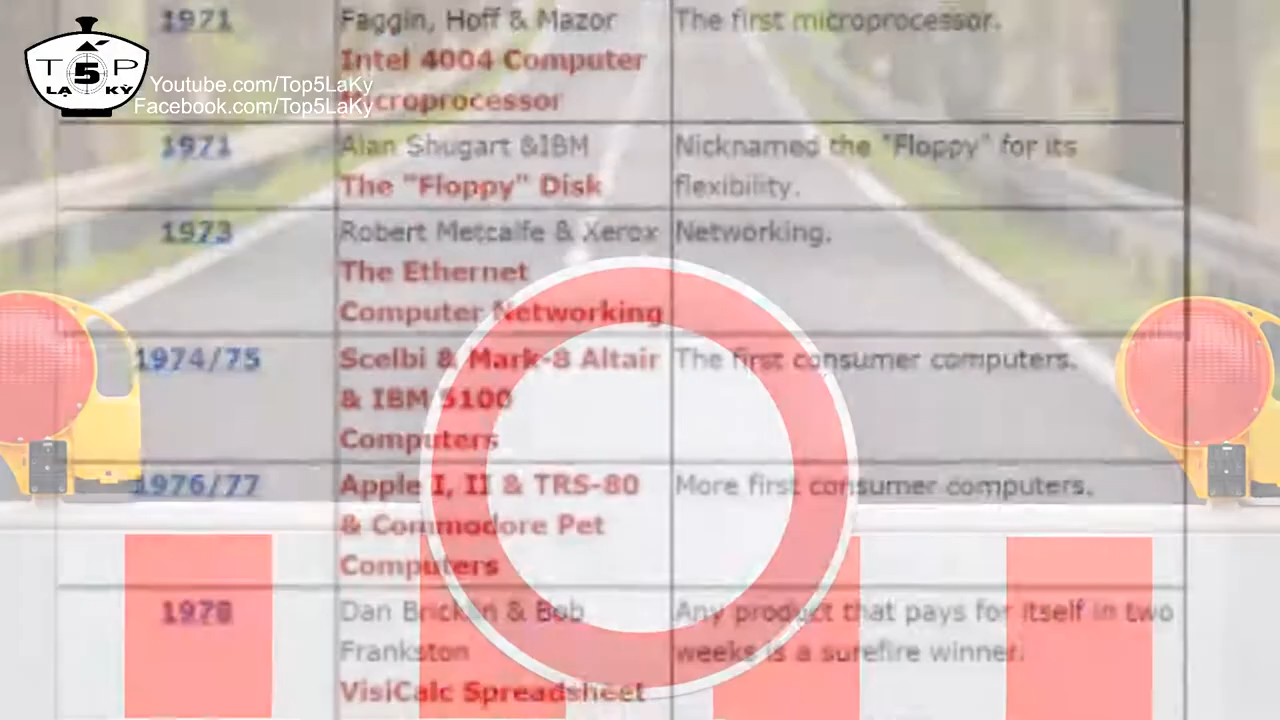 1971
Faggin, Hoff & Mazor
The first microprocessor.
Intel 4004 Computer
Microprocessor
TOP
5
LẠ KỲ
Youtube.com/Top5LaKy
Facebook.com/Top5LaKy
1971
Alan Shugart &IBM
Nicknamed the "Floppy" for its
The "Floppy" Disk
flexibility.
1973
Robert Metcalfe & Xerox
Networking.
The Ethernet
Computer Networking
1974/75
Scelbi & Mark-8 Altair
The first consumer computers.
& IBM 5100
Computers
1976/77
Apple I, II & TRS-80
More first consumer computers.
& Commodore Pet
Computers
1978
Dan Bricklin & Bob
Any product that pays for itself in two
Frankston
weeks is a surefire winner.
VisiCalc Spreadsheet